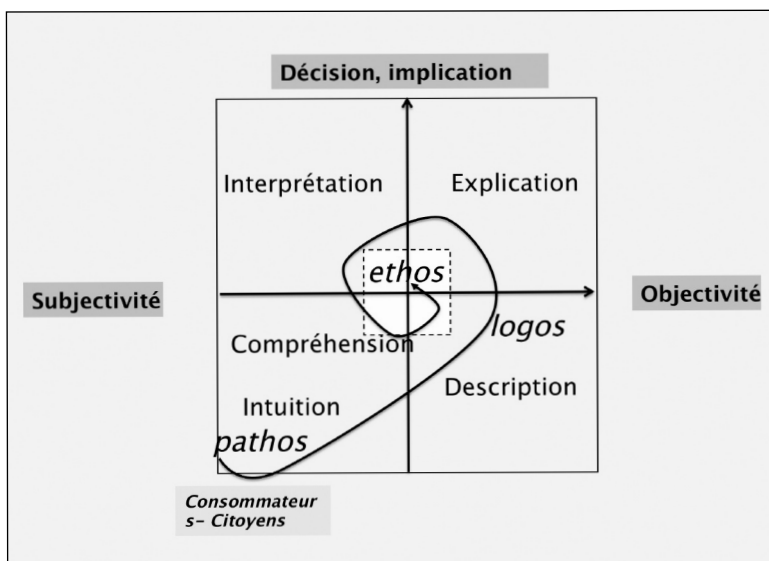 Décision, implication
Interprétation
Explication
ethos
Subjectivité
Objectivité
logos
Compréhension
Description
Intuition
pathos
Consommateur
s- Citoyens